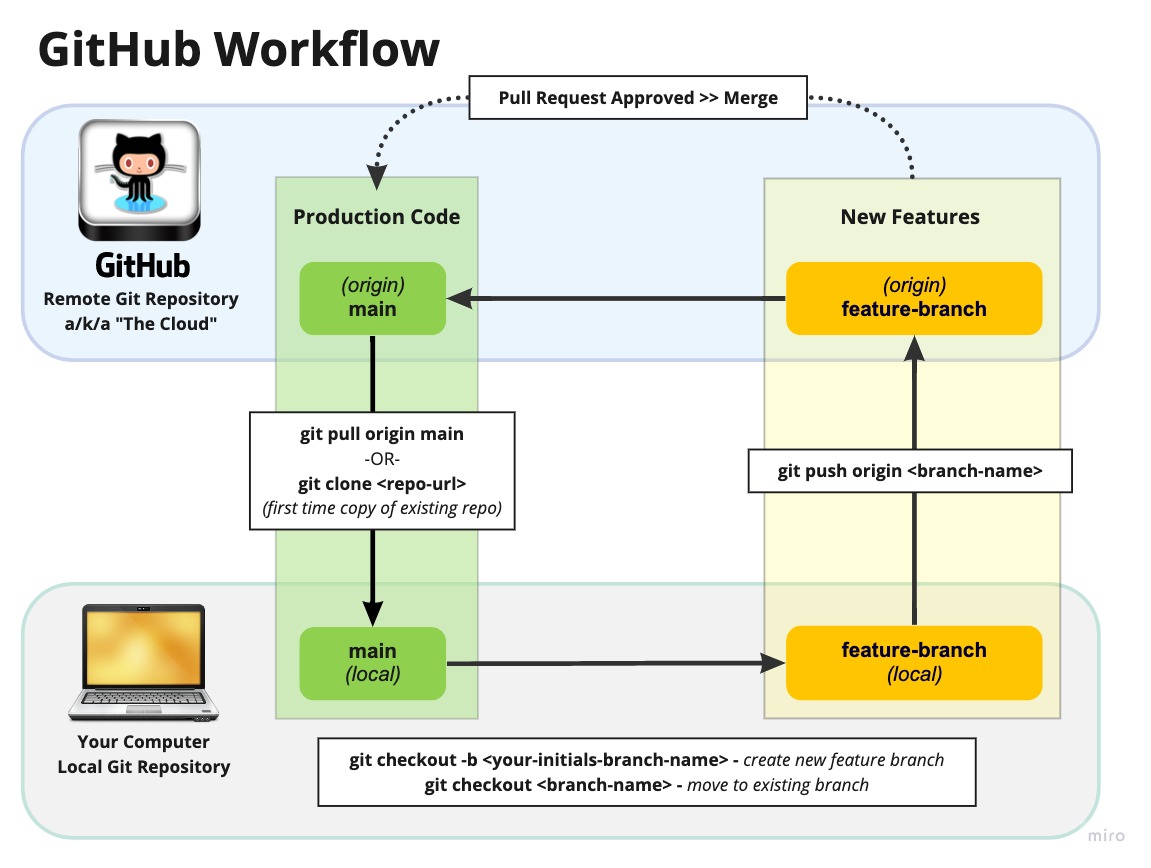 GitHub Workflow
Pull Request Approved >> Merge
GitHub
Remote Git Repository
a/k/a "The Cloud"
Production Code
(origin)
main
New Features
(origin)
feature-branch
git pull origin main
-OR-
git clone <repo-url>
(first time copy of existing repo)
git push origin <branch-name>
main
(local)
feature-branch
(local)
Your Computer
Local Git Repository
git checkout -b <your-initials-branch-name> - create new feature branch
git checkout <branch-name> - move to existing branch
miro